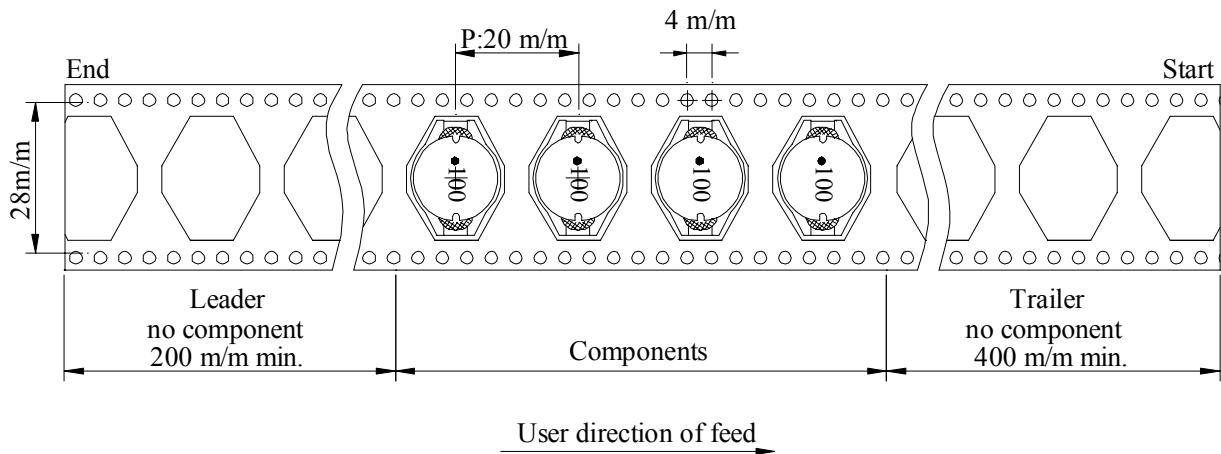 4 m/m
P:20 m/m
End
Start
28m/m
100
100
100
100
Leader
no component
200 m/m min.
Components
Trailer
no component
400 m/m min.
User direction of feed